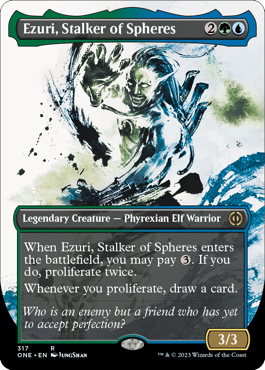 Ezuri, Stalker of Spheres 2
Legendary Creature — Phyrexian Elf Warrior
When Ezuri, Stalker of Spheres enters
the battlefield, you may pay 3. If you
do, proliferate twice.
Whenever you proliferate, draw a card.
Who is an enemy but a friend who has yet
to accept perfection?
3/3
317 R
ONE • EN JungShan
™ & © 2023 Wizards of the Coast